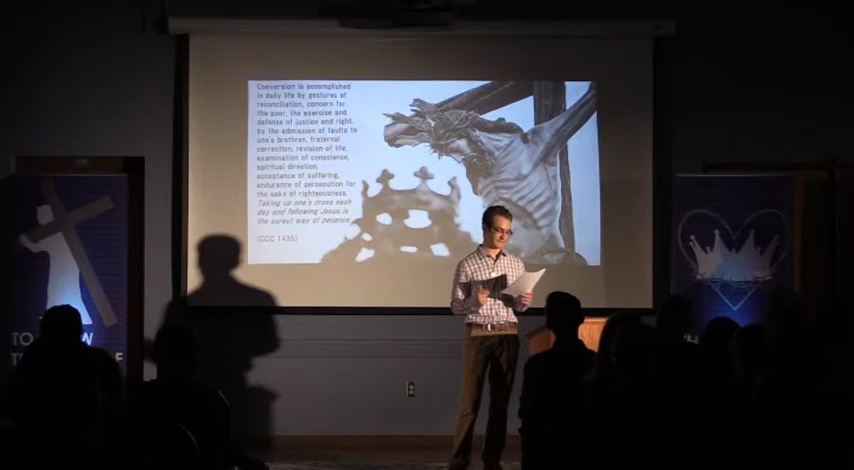 Conversion is accomplished
in daily life by gestures of
reconciliation, concern for
the poor, the exercise and
defense of justice and right,
by the admission of faults to
one's brethren, fraternal
correction, revision of life,
examination of conscience,
spiritual direction,
acceptance of suffering,
endurance of persecution for
the sake of righteousness.
Taking up one's cross each
day and following Jesus is
the surest way of penance.
(CCC 1435)
TO